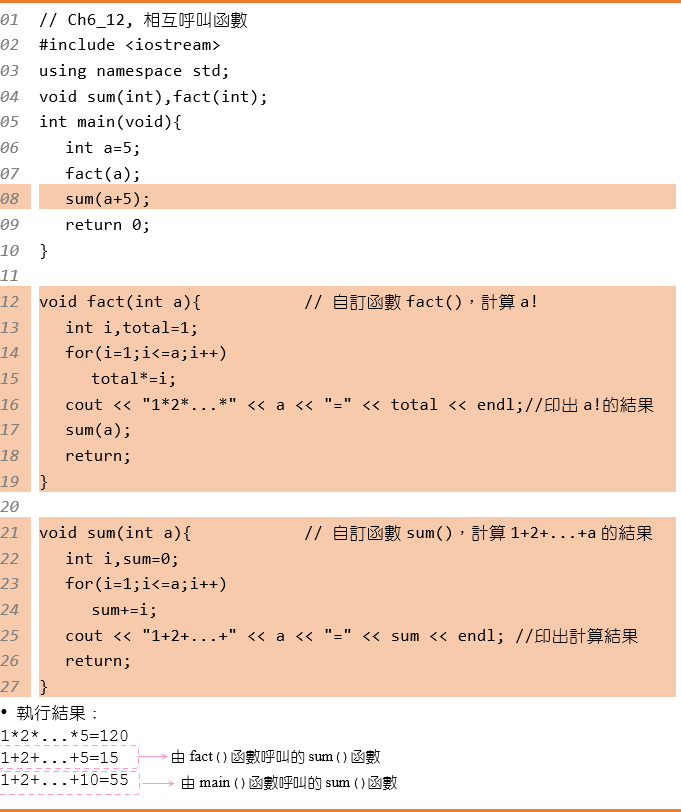 01 // Ch6_12, 相互呼叫函數
02 #include <iostream>
03 using namespace std;
04 void sum(int),fact(int);
05 int main(void){
06 int a=5;
07 fact(a);
08 sum(a+5);
09 return 0;
10 }
11
12 void fact(int a){ // 自訂函數 fact()，計算 a!
13 int i,total=1;
14 for(i=1;i<=a;i++)
15 total*=i;
16 cout << "1*2*...*" << a << "=" << total << endl;//印出 a!的結果
17 sum(a);
18 return;
19 }
20
21 void sum(int a){ // 自訂函數 sum()，計算 1+2+...+a 的結果
22 int i,sum=0;
23 for(i=1;i<=a;i++)
24 sum+=i;
25 cout << "1+2+...+" << a << "=" << sum << endl; //印出計算結果
26 return;
27 }
• 執行結果：
1*2*...*5=120
1+2+...+5=15 由 fact()函數呼叫的 sum()函數
1+2+...+10=55 由 main()函數呼叫的 sum()函數